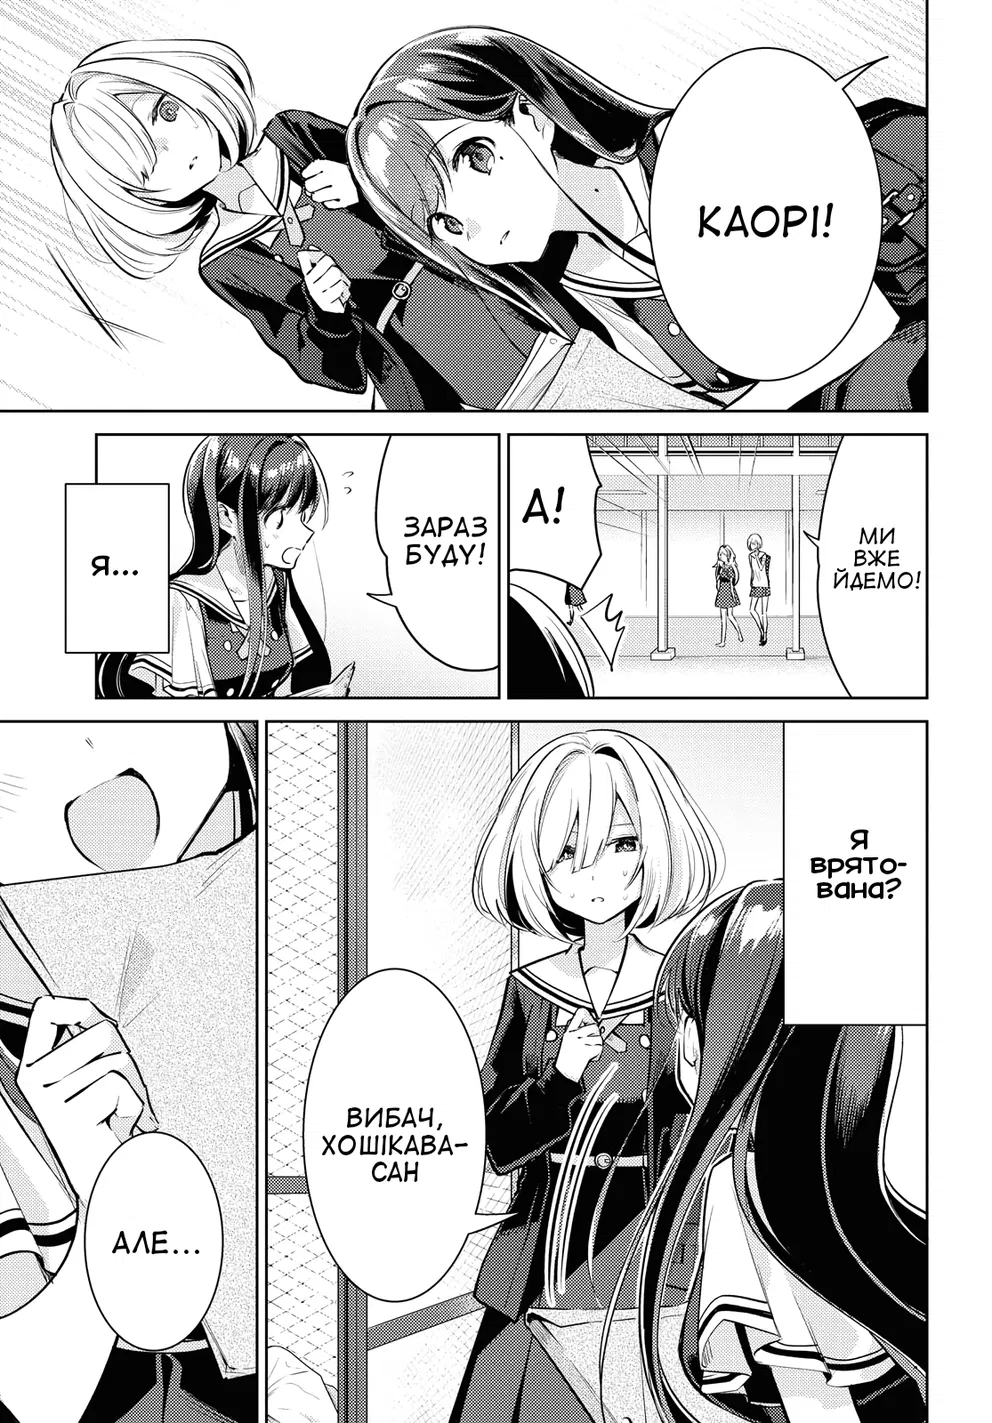 КАОРІ!
МИ
ВЖЕ
ЙДЕМО!
А!
ЗАРАЗ
БУДУ!
Я...
Я
ВРЯТО-
ВАНА?
ВИБАЧ,
ХОШІКАВА-
САН
АЛЕ...